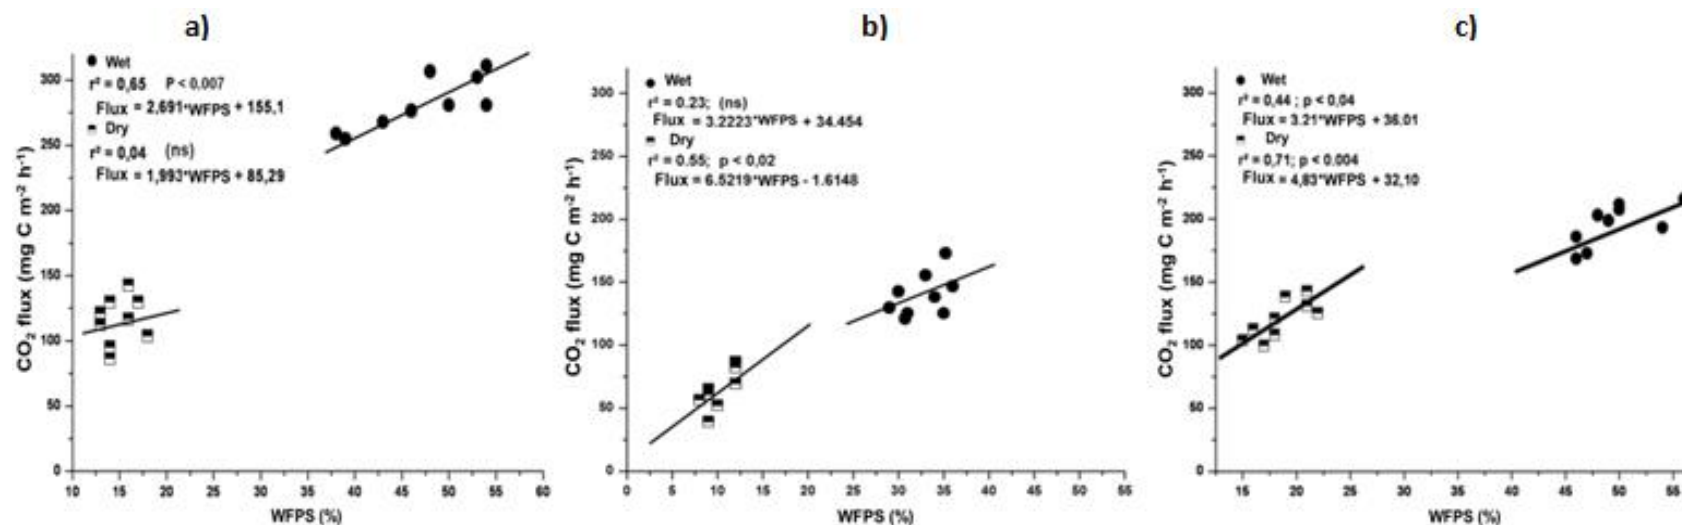 a)
Wet
r² = 0,65 P < 0,007
Flux = 2,691*WFPS + 155,1
Dry
r² = 0,04 (ns)
Flux = 1,993*WFPS + 85,29
CO₂ flux (mg C m⁻² h⁻¹)
300
250
200
150
100
50
0
10 15 20 25 30 35 40 45 50 55 60
WFPS (%)
b)
Wet
r² = 0.23; (ns)
Flux = 3.2223*WFPS + 34.454
Dry
r² = 0.55; p < 0,02
Flux = 6.5219*WFPS - 1.6148
CO₂ flux (mg C m⁻² h⁻¹)
300
250
200
150
100
50
0
0 5 10 15 20 25 30 35 40 45 50 55
WFPS (%)
c)
Wet
r² = 0,44 ; p < 0,04
Flux = 3.21*WFPS + 36.01
Dry
r² = 0,71; p < 0.004
Flux = 4,83*WFPS + 32,10
CO₂ flux (mg C m⁻² h⁻¹)
300
250
200
150
100
50
0
15 21 25 30 35 40 45 50 55
WFPS (%)